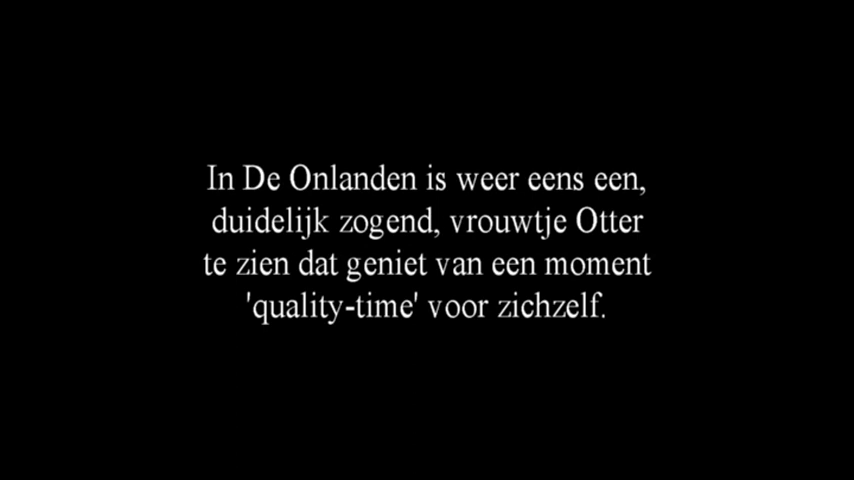 In De Onlanden is weer eens een,
duidelijk zogend, vrouwtje Otter
te zien dat geniet van een moment
'quality-time' voor zichzelf.